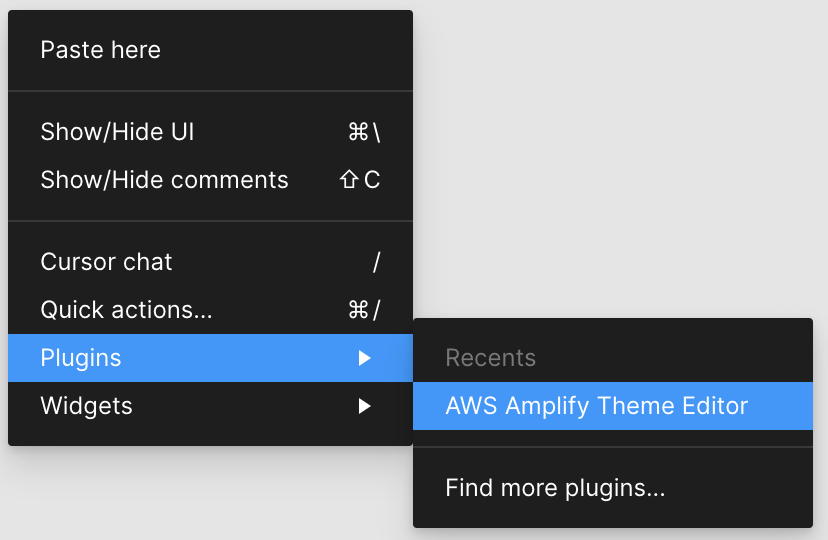 Paste here
Show/Hide UI ⌘\
Show/Hide comments ⇧C
Cursor chat /
Quick actions... ⌘/
Plugins
Widgets
Recents
AWS Amplify Theme Editor
Find more plugins...